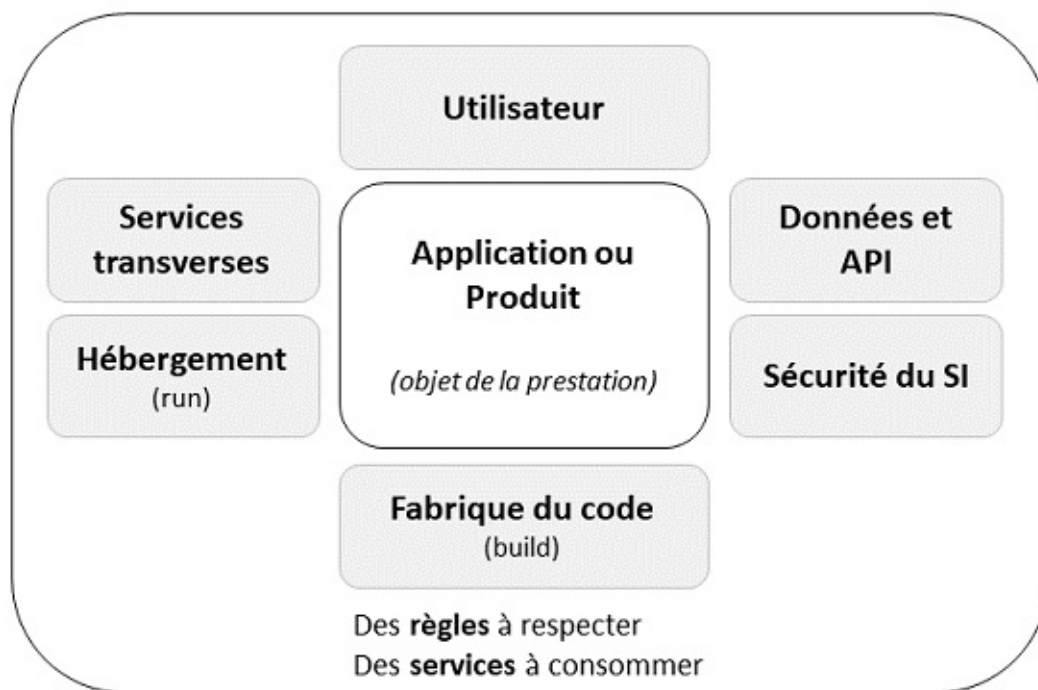 Utilisateur
Services
transverses
Application ou
Produit
(objet de la prestation)
Données et
API
Hébergement
(run)
Sécurité du SI
Fabrique du code
(build)
Des règles à respecter
Des services à consommer